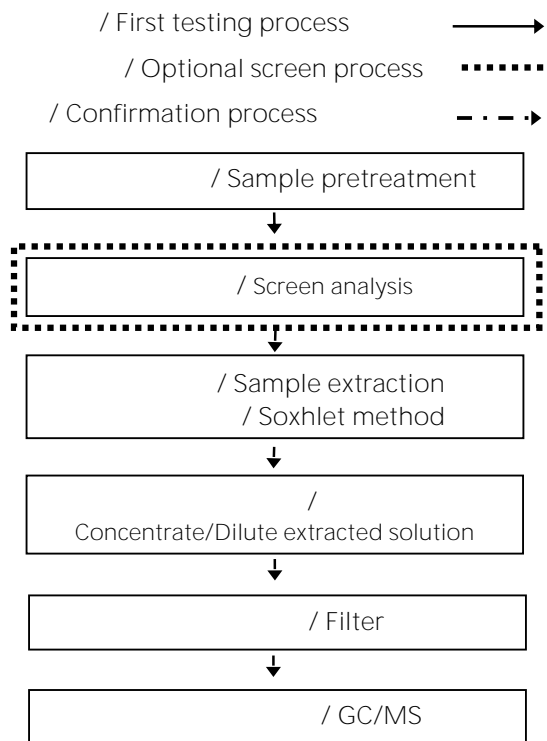 / First testing process
/ Optional screen process
/ Confirmation process
/ Sample pretreatment
/ Screen analysis
/ Sample extraction
/ Soxhlet method
/
Concentrate/Dilute extracted solution
/ Filter
/ GC/MS